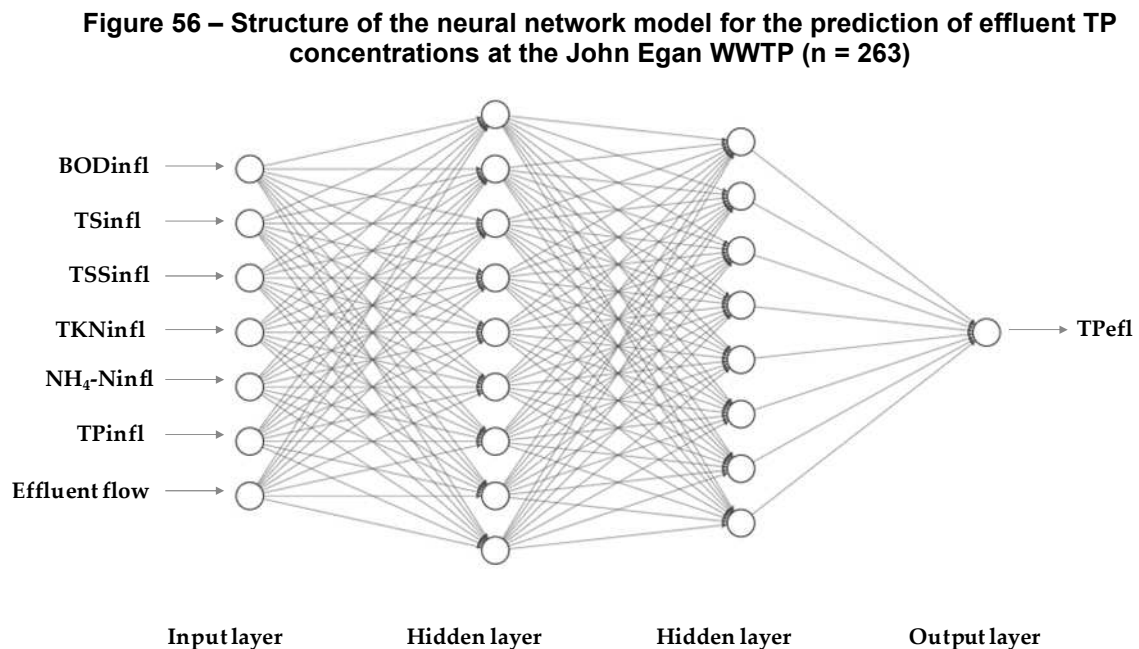 Figure 56 – Structure of the neural network model for the prediction of effluent TP
concentrations at the John Egan WWTP (n = 263)
BODinfl
TSinfl
TSSinfl
TKNinfl
NH₄-Ninfl
TPinfl
Effluent flow
TPefl
Input layer
Hidden layer
Hidden layer
Output layer